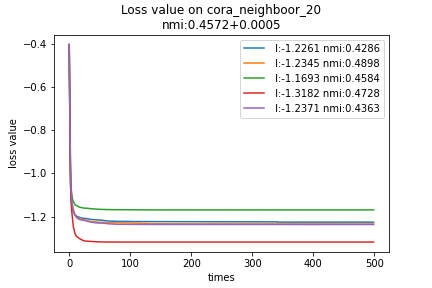 Loss value on cora_neighboor_20
nmi:0.4572+0.0005
l:-1.2261 nmi:0.4286
l:-1.2345 nmi:0.4898
l:-1.1693 nmi:0.4584
l:-1.3182 nmi:0.4728
l:-1.2371 nmi:0.4363
loss value
−0.4
−0.6
−0.8
−1.0
−1.2
0 100 200 300 400 500
times